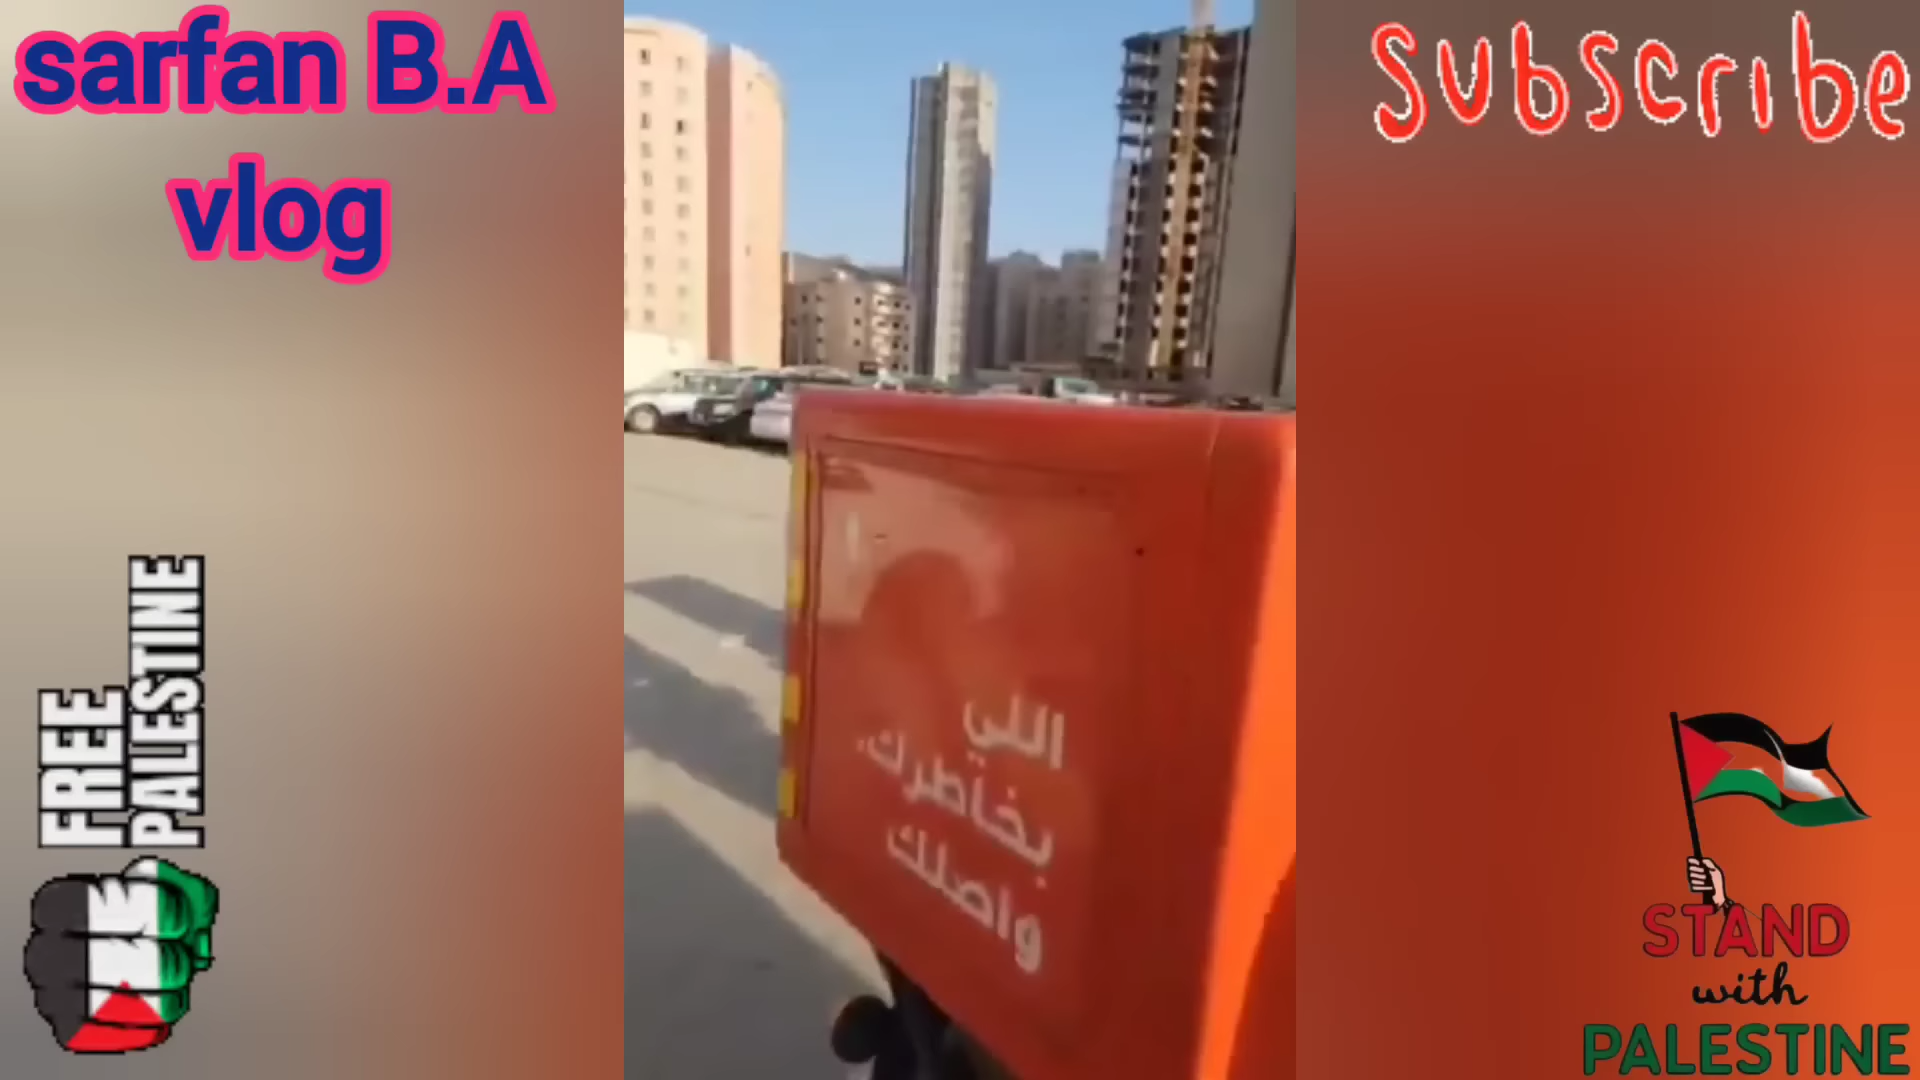 sarfan B.A
vlog
Subscribe
اللي
بخاطرك،
واصلك
FREE
PALESTINE
STAND
with
PALESTINE